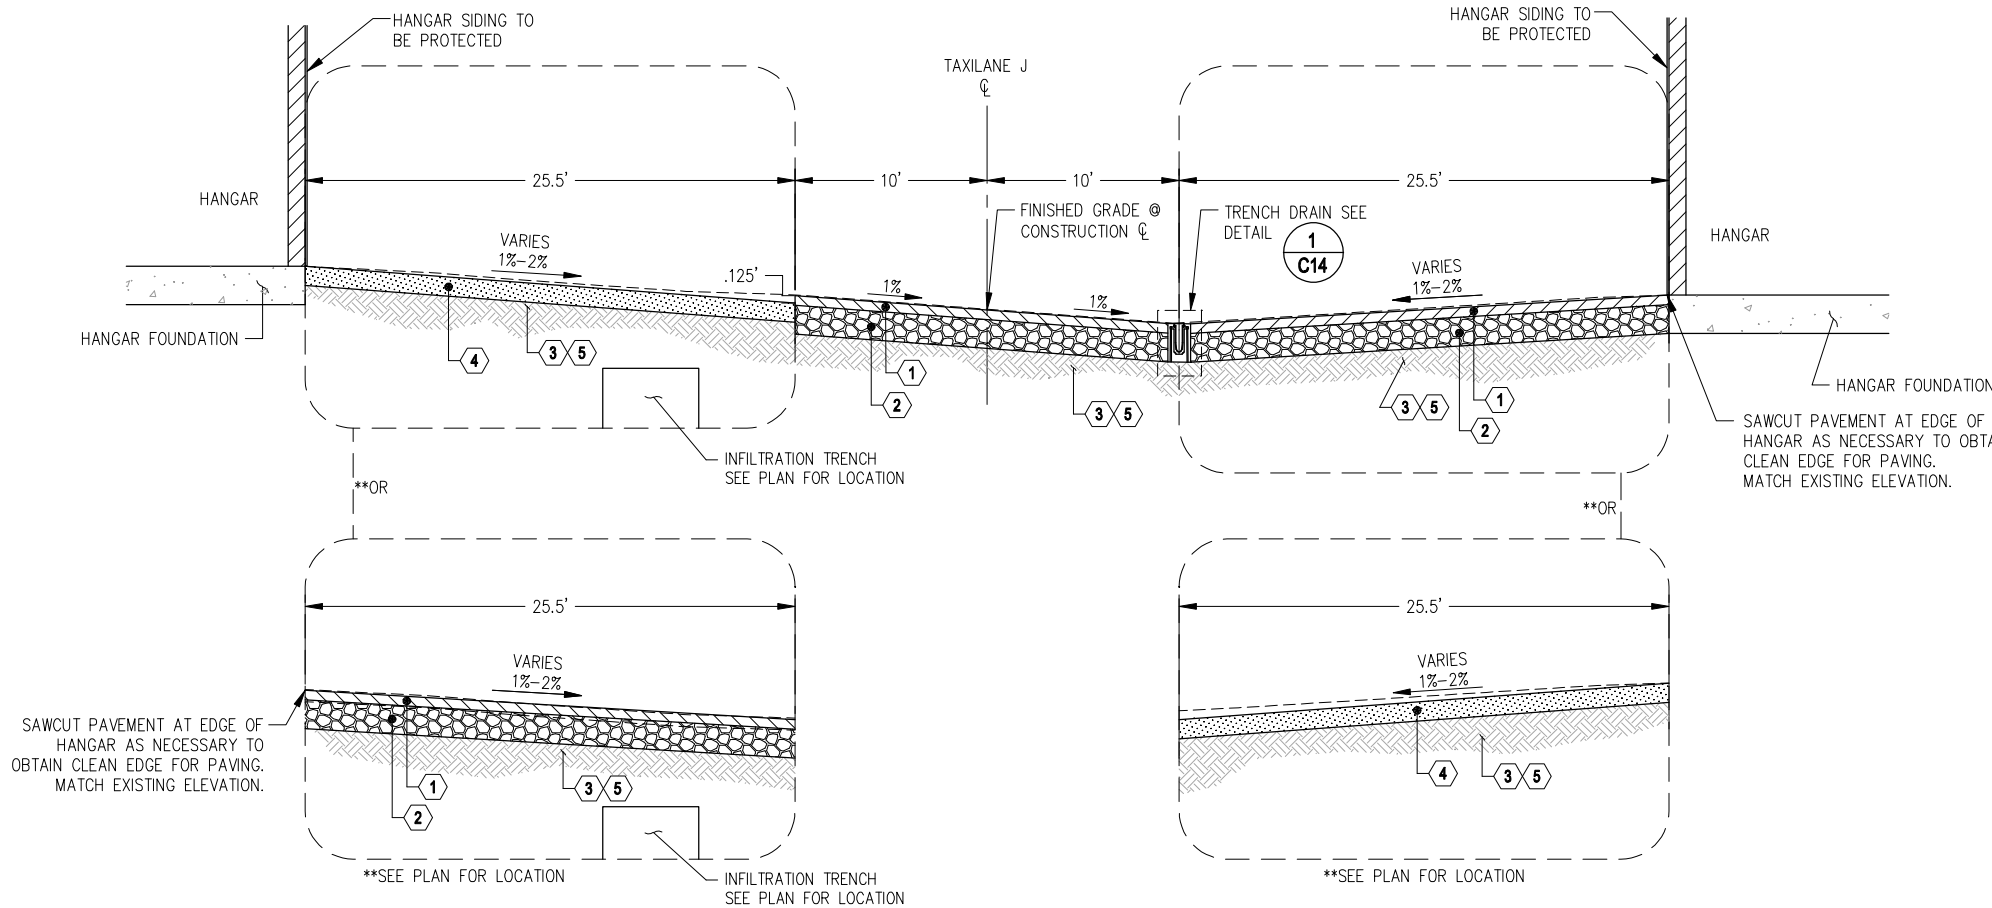 HANGAR SIDING TO
BE PROTECTED
HANGAR SIDING TO
BE PROTECTED
TAXILANE J
℄
25.5'
10'
10'
25.5'
HANGAR
FINISHED GRADE @
CONSTRUCTION ℄
TRENCH DRAIN SEE
DETAIL
1
C14
HANGAR
VARIES
1%-2%
.125'
1%
1%
VARIES
1%-2%
HANGAR FOUNDATION
4
3 5
1
2
3 5
3 5
1
2
HANGAR FOUNDATION
SAWCUT PAVEMENT AT EDGE OF
HANGAR AS NECESSARY TO
CLEAN EDGE FOR PAVING.
MATCH EXISTING ELEVATION.
INFILTRATION TRENCH
SEE PLAN FOR LOCATION
**OR
**OR
25.5'
25.5'
VARIES
1%-2%
VARIES
1%-2%
SAWCUT PAVEMENT AT EDGE OF
HANGAR AS NECESSARY TO
OBTAIN CLEAN EDGE FOR PAVING.
MATCH EXISTING ELEVATION.
1
2
3 5
4
3 5
**SEE PLAN FOR LOCATION
INFILTRATION TRENCH
SEE PLAN FOR LOCATION
**SEE PLAN FOR LOCATION